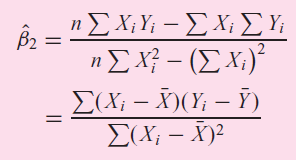 β̂₂ = (n ∑ XᵢYᵢ − ∑ Xᵢ ∑ Yᵢ) / (n ∑ Xᵢ² − (∑ Xᵢ)²)
= ∑(Xᵢ − X̄)(Yᵢ − Ȳ) / ∑(Xᵢ − X̄)²